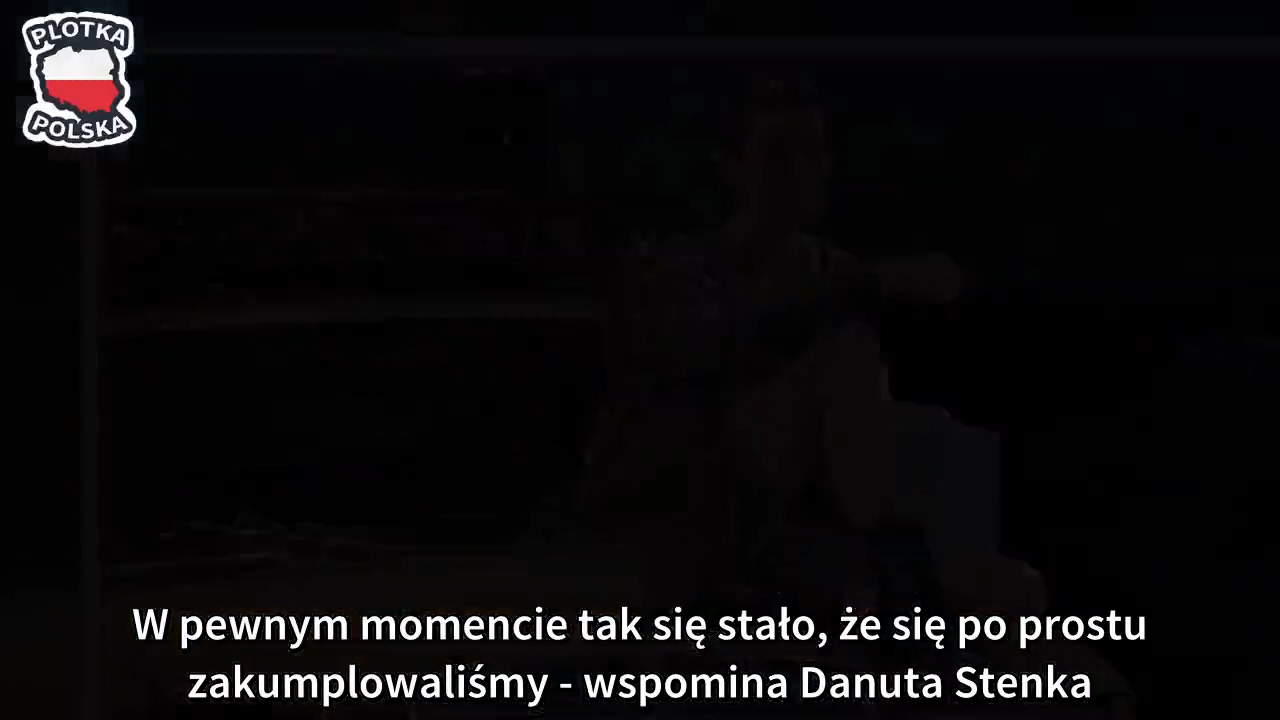 PLOTKA
POLSKA
W pewnym momencie tak się stało, że się po prostu
zakumplowaliśmy - wspomina Danuta Stenka